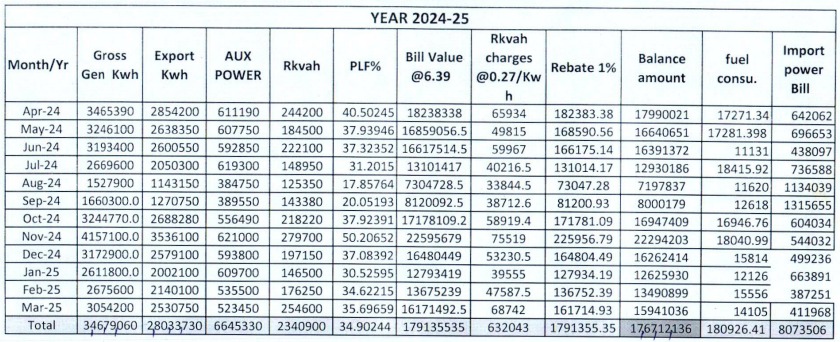 YEAR 2024-25
Month/Yr Gross Gen Kwh Export Kwh AUX POWER Rkvah PLF% Bill Value @6.39 Rkvah charges @0.27/Kwh Rebate 1% Balance amount fuel consu. Import power Bill
Apr-24 3465390 2854200 611190 244200 40.50245 18238338 65934 182383.38 17990021 17271.34 642062
May-24 3246100 2638350 607750 184500 37.93946 16859056.5 49815 168590.56 16640651 17281.398 696653
Jun-24 3193400 2600550 592850 222100 37.32352 16617514.5 59967 166175.14 16391372 11131 438097
Jul-24 2669600 2050300 619300 148950 31.2015 13101417 40216.5 131014.17 12930186 18415.92 736588
Aug-24 1527900 1143150 384750 125350 17.85764 7304728.5 33844.5 73047.28 7197837 11620 1134039
Sep-24 1660300.0 1270750 389550 143380 20.05193 8120092.5 38712.6 81200.93 8000179 12618 1315655
Oct-24 3244770.0 2688280 556490 218220 37.92391 17178109.2 58919.4 171781.09 16947409 16946.76 604034
Nov-24 4157100.0 3536100 621000 279700 50.20652 22595679 75519 225956.79 22294203 18040.99 544032
Dec-24 3172900.0 2579100 593800 197150 37.08392 16480449 53230.5 164804.49 16262414 15814 499236
Jan-25 2611800.0 2002100 609700 146500 30.52595 12793419 39555 127934.19 12625930 12126 663891
Feb-25 2675600 2140100 535500 176250 34.62215 13675239 47587.5 136752.39 13490899 15556 387251
Mar-25 3054200 2530750 523450 254600 35.69659 16171492.5 68742 161714.93 15941036 14105 411968
Total 34679060 28033730 6645330 2340900 34.90244 179135535 632043 1791355.35 176712136 180926.41 8073506